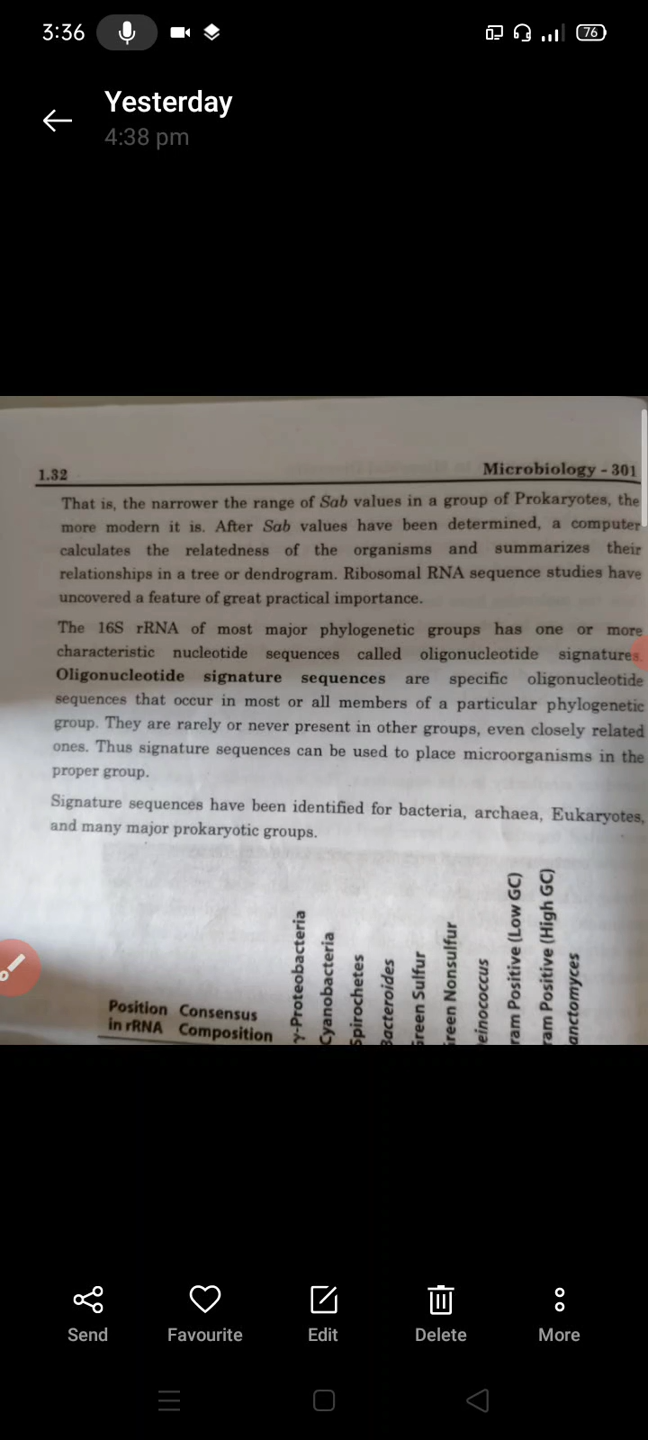 3:36
76
Yesterday
4:38 pm
1.32 Microbiology - 301
That is, the narrower the range of Sab values in a group of Prokaryotes, the
more modern it is. After Sab values have been determined, a computer
calculates the relatedness of the organisms and summarizes their
relationships in a tree or dendrogram. Ribosomal RNA sequence studies have
uncovered a feature of great practical importance.
The 16S rRNA of most major phylogenetic groups has one or more
characteristic nucleotide sequences called oligonucleotide signatures.
Oligonucleotide signature sequences are specific oligonucleotide
sequences that occur in most or all members of a particular phylogenetic
group. They are rarely or never present in other groups, even closely related
ones. Thus signature sequences can be used to place microorganisms in the
proper group.
Signature sequences have been identified for bacteria, archaea, Eukaryotes,
and many major prokaryotic groups.
Position Consensus
in rRNA Composition
γ-Proteobacteria
Cyanobacteria
Spirochetes
Bacteroides
Green Sulfur
reen Nonsulfur
einococcus
ram Positive (Low GC)
ram Positive (High GC)
anctomyces
Send Favourite Edit Delete More